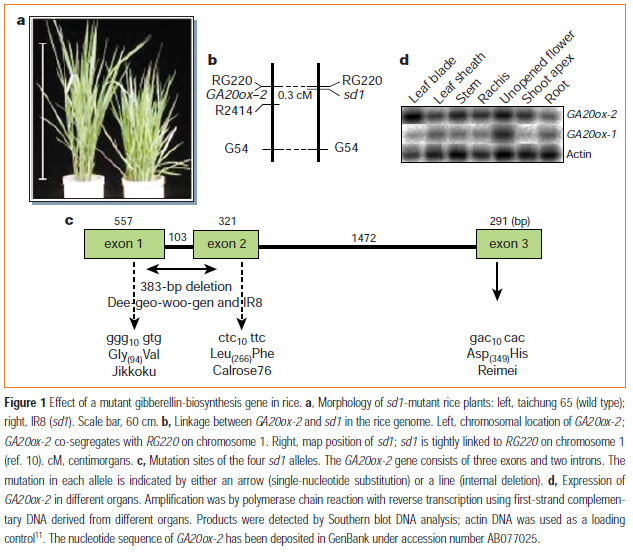 a
b
RG220
GA20ox–2
R2414
G54
0.3 cM
RG220
sd1
G54
d
Leaf blade
Leaf sheath
Stem
Rachis
Unopened flower
Shoot apex
Root
GA20ox-2
GA20ox-1
Actin
c
557
103
321
1472
291 (bp)
exon 1
exon 2
exon 3
383-bp deletion
Dee-geo-woo-gen and IR8
ggg10 gtg
Gly(94)Val
Jikkoku
ctc10 ttc
Leu(266)Phe
Calrose76
gac10 cac
Asp(349)His
Reimei
Figure 1 Effect of a mutant gibberellin-biosynthesis gene in rice. a, Morphology of sd1-mutant rice plants: left, taichung 65 (wild type);
right, IR8 (sd1). Scale bar, 60 cm. b, Linkage between GA20ox-2 and sd1 in the rice genome. Left, chromosomal location of GA20ox-2;
GA20ox-2 co-segregates with RG220 on chromosome 1. Right, map position of sd1; sd1 is tightly linked to RG220 on chromosome 1
(ref. 10). cM, centimorgans. c, Mutation sites of the four sd1 alleles. The GA20ox-2 gene consists of three exons and two introns. The
mutation in each allele is indicated by either an arrow (single-nucleotide substitution) or a line (internal deletion). d, Expression of
GA20ox-2 in different organs. Amplification was by polymerase chain reaction with reverse transcription using first-strand complemen-
tary DNA derived from different organs. Products were detected by Southern blot DNA analysis; actin DNA was used as a loading
control11. The nucleotide sequence of GA20ox-2 has been deposited in GenBank under accession number AB077025.